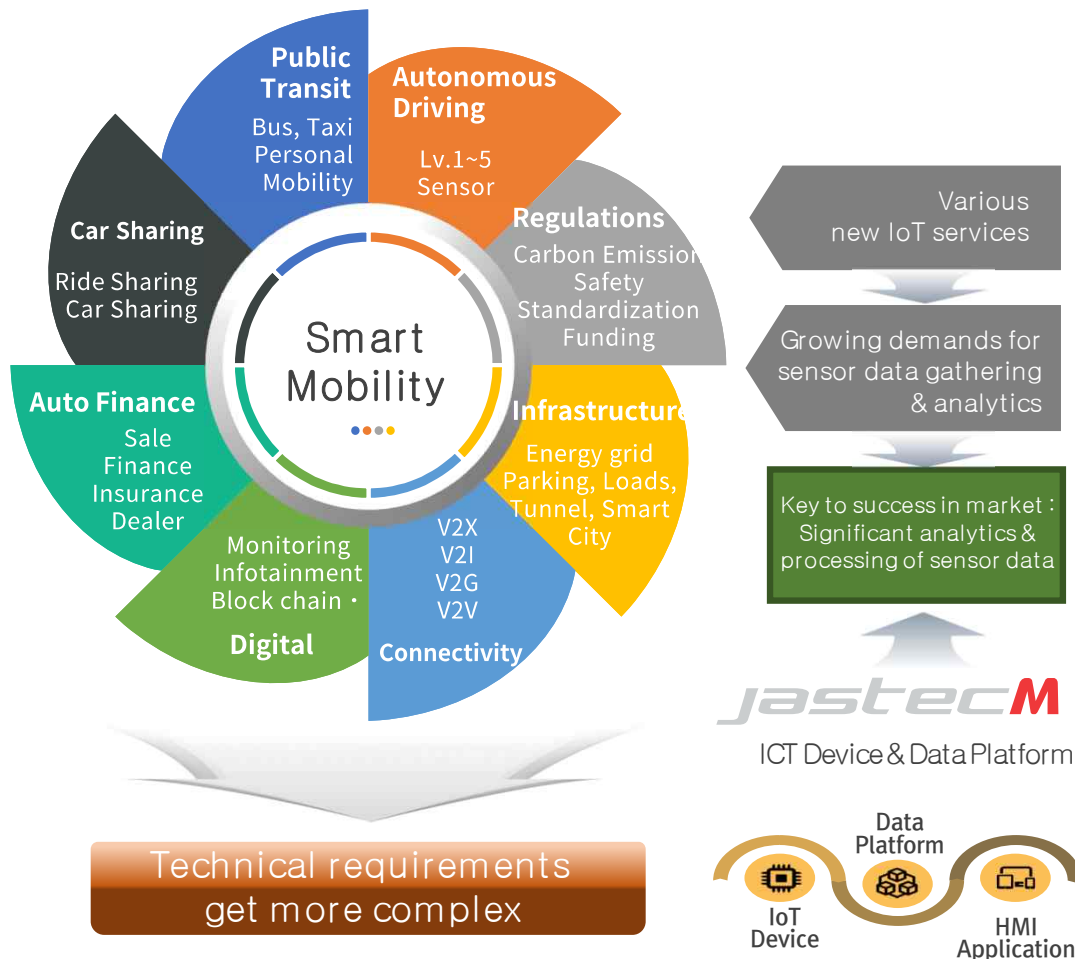 Public
Transit
Bus, Taxi
Personal
Mobility
Autonomous
Driving
Lv.1~5
Sensor
Regulations
Carbon Emission
Safety
Standardization
Funding
Infrastructure
Energy grid
Parking, Loads,
Tunnel, Smart
City
V2X
V2I
V2G
V2V
Connectivity
Monitoring
Infotainment
Block chain ·
Digital
Auto Finance
Sale
Finance
Insurance
Dealer
Car Sharing
Ride Sharing
Car Sharing
Smart
Mobility
Technical requirements
get more complex
Various
new IoT services
Growing demands for
sensor data gathering
& analytics
Key to success in market :
Significant analytics &
processing of sensor data
jastecM
ICT Device & Data Platform
IoT
Device
Data
Platform
HMI
Application